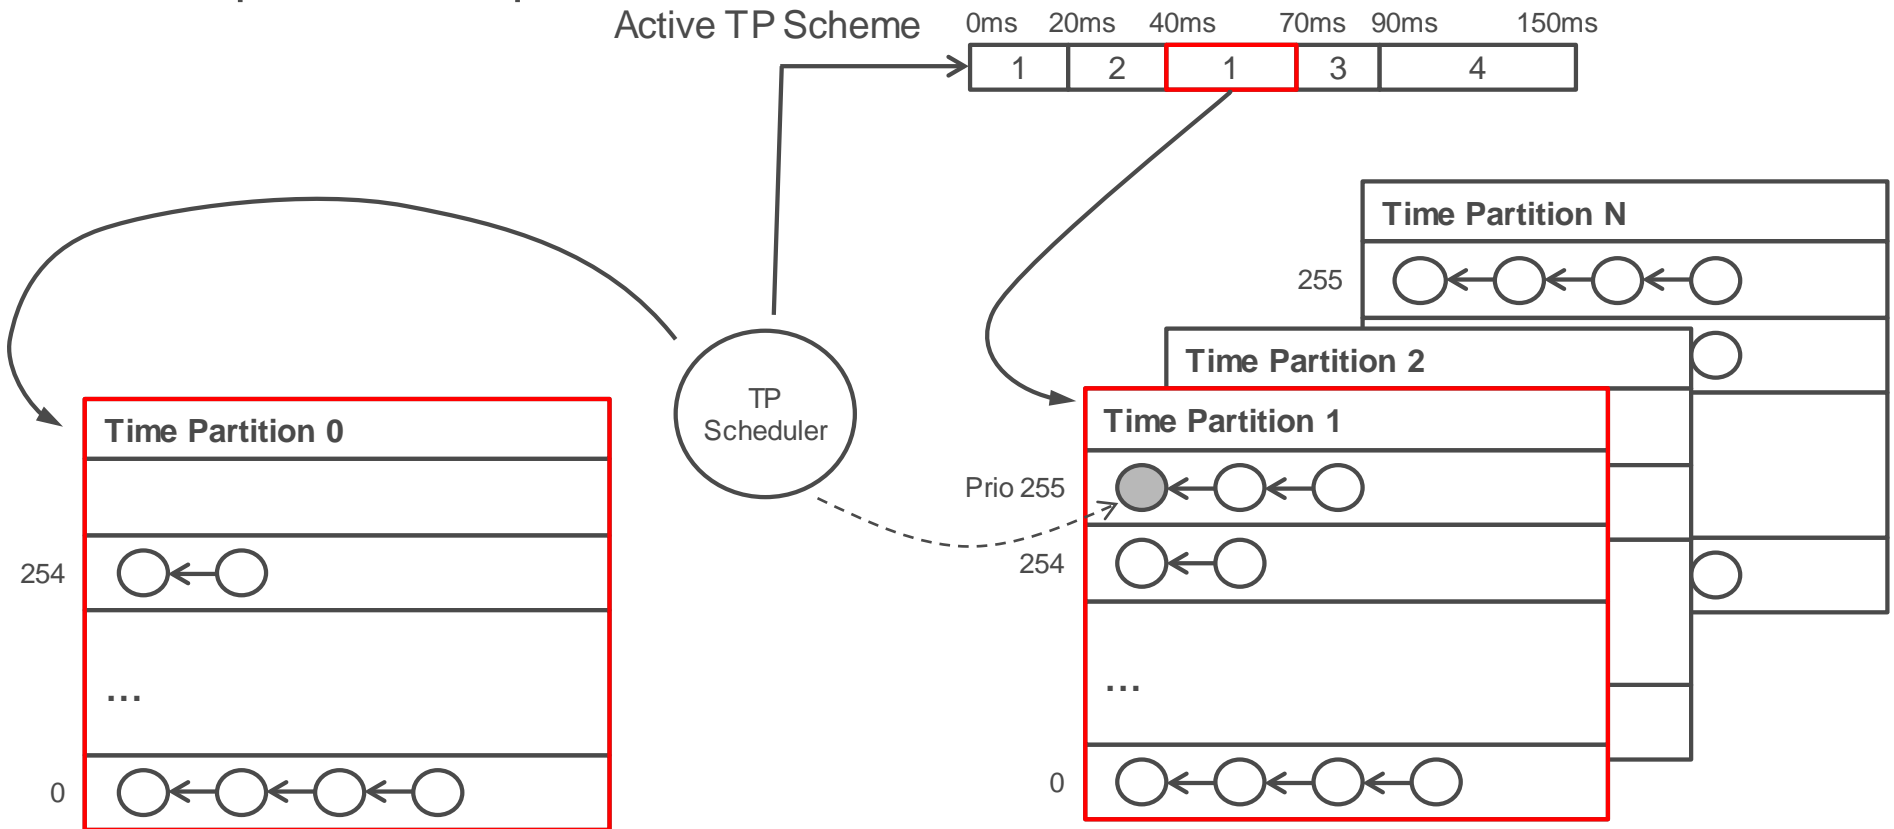 Active TP Scheme
0ms 20ms 40ms 70ms 90ms 150ms
1 2 1 3 4
Time Partition N
255
Time Partition 2
TP
Scheduler
Time Partition 0
254
...
0
Time Partition 1
Prio 255
254
...
0